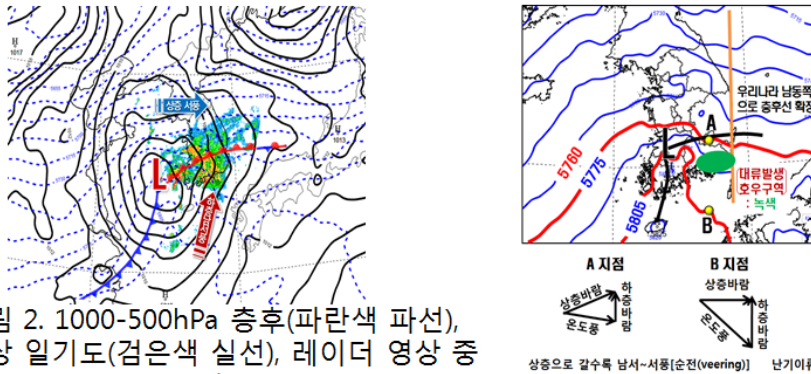 1017
H
1004
상층 서풍
L
H
1013
림 2. 1000-500hPa 층후(파란색 파선),
상 일기도(검은색 실선), 레이더 영상 중
5730
5715
우리나라 남동쪽
으로 층후선 확장
A
L
5760
5775
5805
대류발생
호우구역
: 녹색
B
A 지점
B 지점
상층바람
하층바람
온도풍
상층바람
하층바람
온도풍
상층으로 갈수록 남서~서풍[순전(veering)]
난기이류